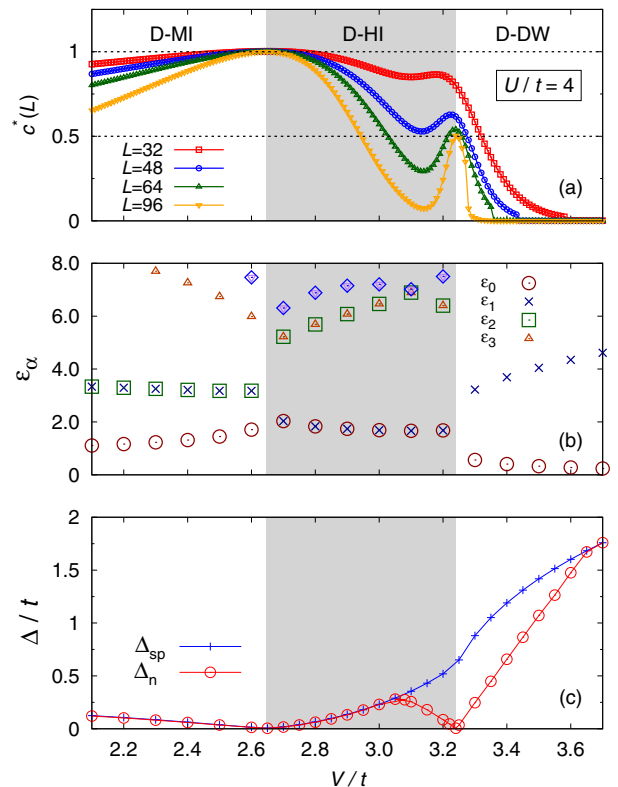 D-MI D-HI D-DW
c*(L)
1
0.5
0
U / t = 4
L=32
L=48
L=64
L=96
(a)
8.0
6.0
4.0
2.0
0
εα
ε0
ε1
ε2
ε3
(b)
2
1.5
1
0.5
0
Δ / t
Δsp
Δn
(c)
2.2 2.4 2.6 2.8 3.0 3.2 3.4 3.6
V / t